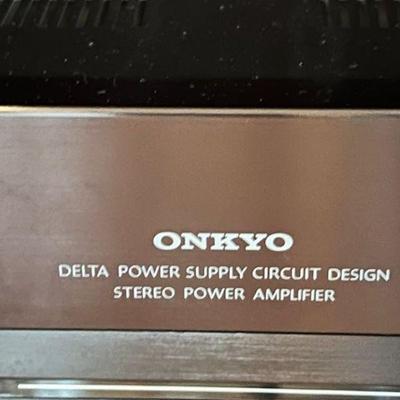 ONKYO
DELTA POWER SUPPLY CIRCUIT DESIGN
STEREO POWER AMPLIFIER